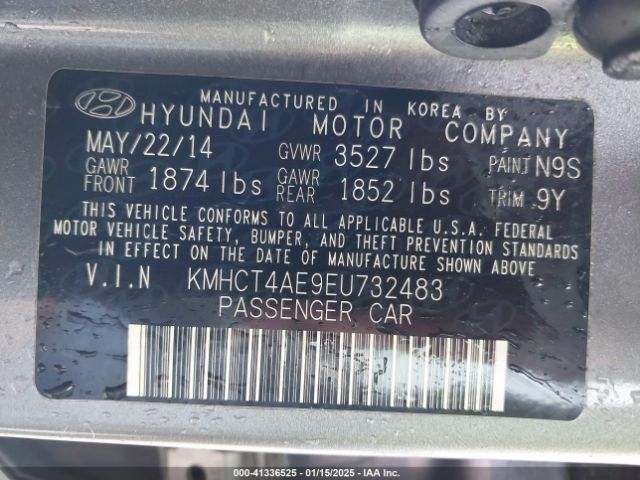 MANUFACTURED IN KOREA BY
HYUNDAI MOTOR COMPANY
MAY/22/14 GVWR 3527 lbs PAINT N9S
GAWR FRONT 1874 lbs GAWR REAR 1852 lbs TRIM 9Y
THIS VEHICLE CONFORMS TO ALL APPLICABLE U.S.A. FEDERAL
MOTOR VEHICLE SAFETY, BUMPER, AND THEFT PREVENTION STANDARDS
IN EFFECT ON THE DATE OF MANUFACTURE SHOWN ABOVE.
V.I.N KMHCT4AE9EU732483
PASSENGER CAR
000-41336525 - 01/15/2025 - IAA Inc.